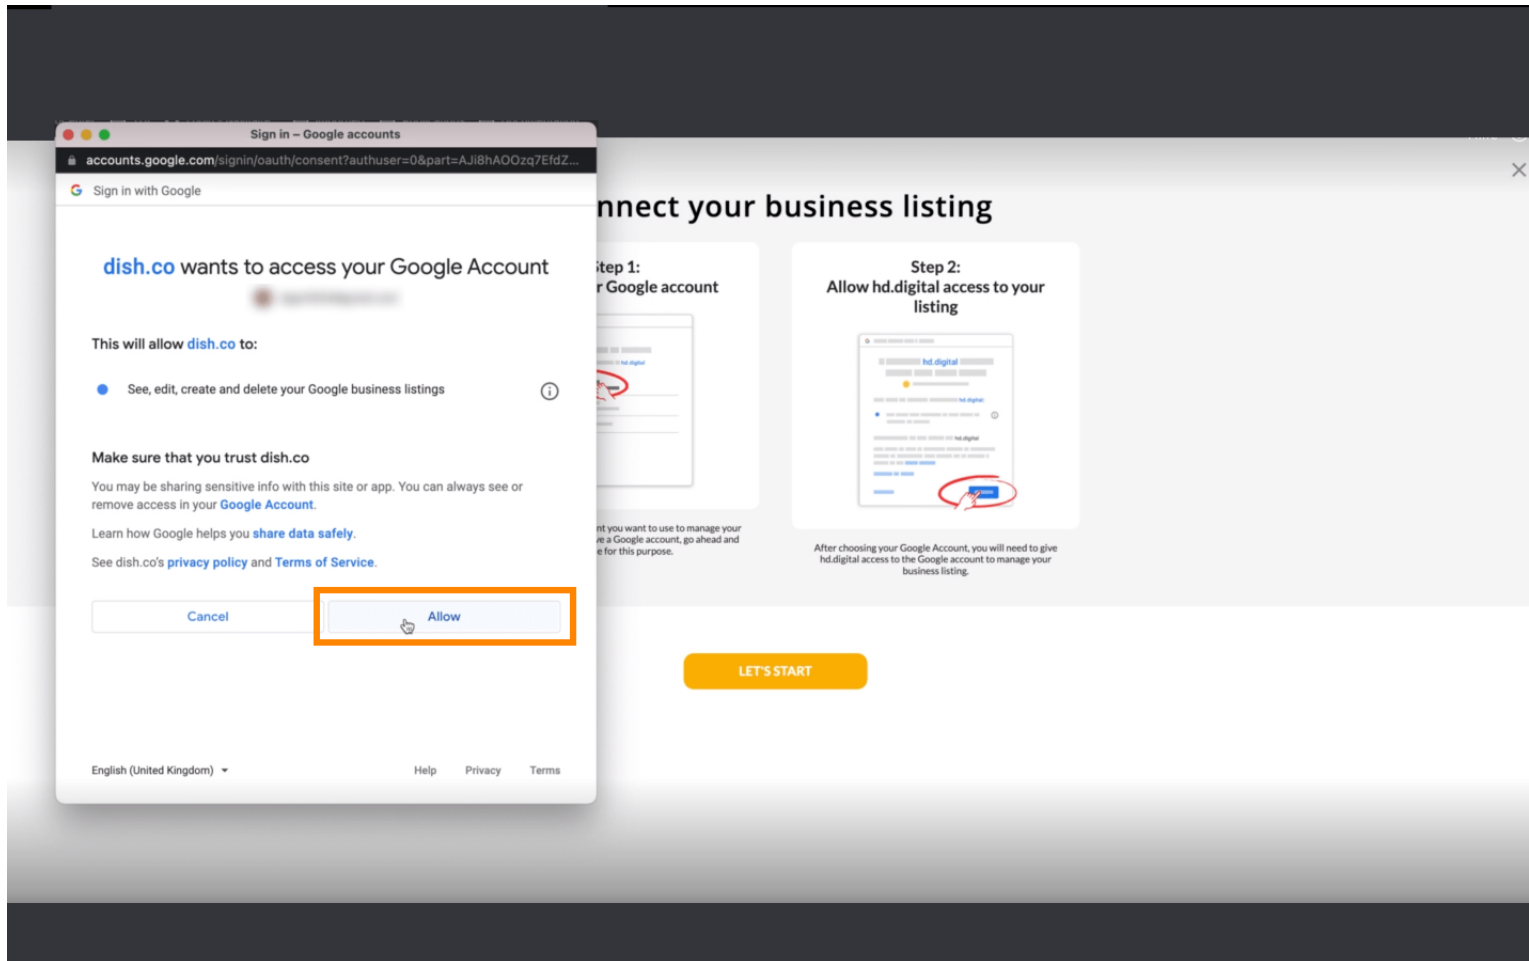 Sign in – Google accounts
accounts.google.com/signin/oauth/consent?authuser=0&part=AJi8hAOOzq7EfdZ...
Sign in with Google
dish.co wants to access your Google Account
This will allow dish.co to:
See, edit, create and delete your Google business listings
Make sure that you trust dish.co
You may be sharing sensitive info with this site or app. You can always see or
remove access in your Google Account.
Learn how Google helps you share data safely.
See dish.co's privacy policy and Terms of Service.
Cancel
Allow
English (United Kingdom)
Help
Privacy
Terms
nnect your business listing
tep 1:
r Google account
hd.digital
nt you want to use to manage your
ve a Google account, go ahead and
e for this purpose.
Step 2:
Allow hd.digital access to your
listing
hd.digital
hd.digital
hd.digital
After choosing your Google Account, you will need to give
hd.digital access to the Google account to manage your
business listing.
LET'S START